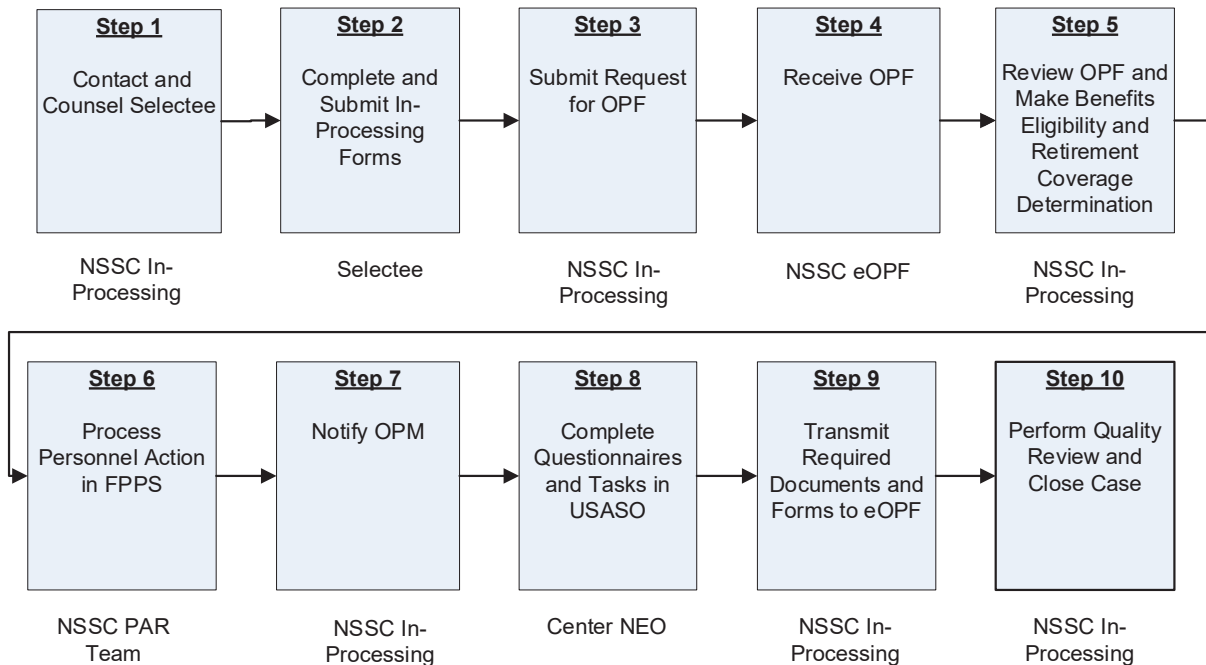 Step 1
Contact and
Counsel Selectee
NSSC In-
Processing
Step 2
Complete and
Submit In-
Processing
Forms
Selectee
Step 3
Submit Request
for OPF
NSSC In-
Processing
Step 4
Receive OPF
NSSC eOPF
Step 5
Review OPF and
Make Benefits
Eligibility and
Retirement
Coverage
Determination
NSSC In-
Processing
Step 6
Process
Personnel Action
in FPPS
NSSC PAR
Team
Step 7
Notify OPM
NSSC In-
Processing
Step 8
Complete
Questionnaires
and Tasks in
USASO
Center NEO
Step 9
Transmit
Required
Documents and
Forms to eOPF
NSSC In-
Processing
Step 10
Perform Quality
Review and
Close Case
NSSC In-
Processing